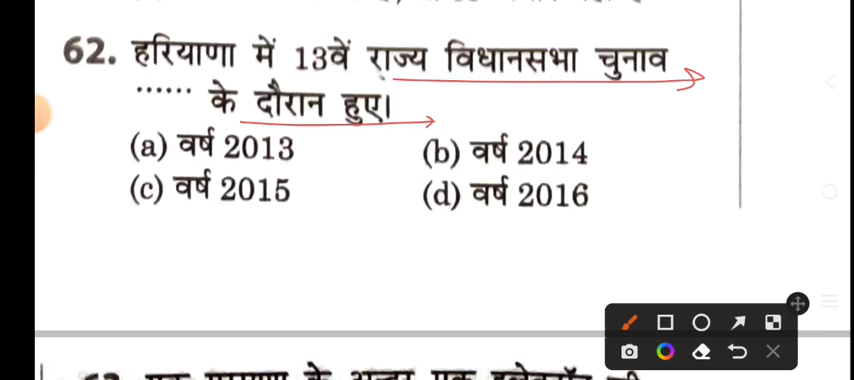 62. हरियाणा में 13वें राज्य विधानसभा चुनाव
...... के दौरान हुए।
(a) वर्ष 2013 (b) वर्ष 2014
(c) वर्ष 2015 (d) वर्ष 2016